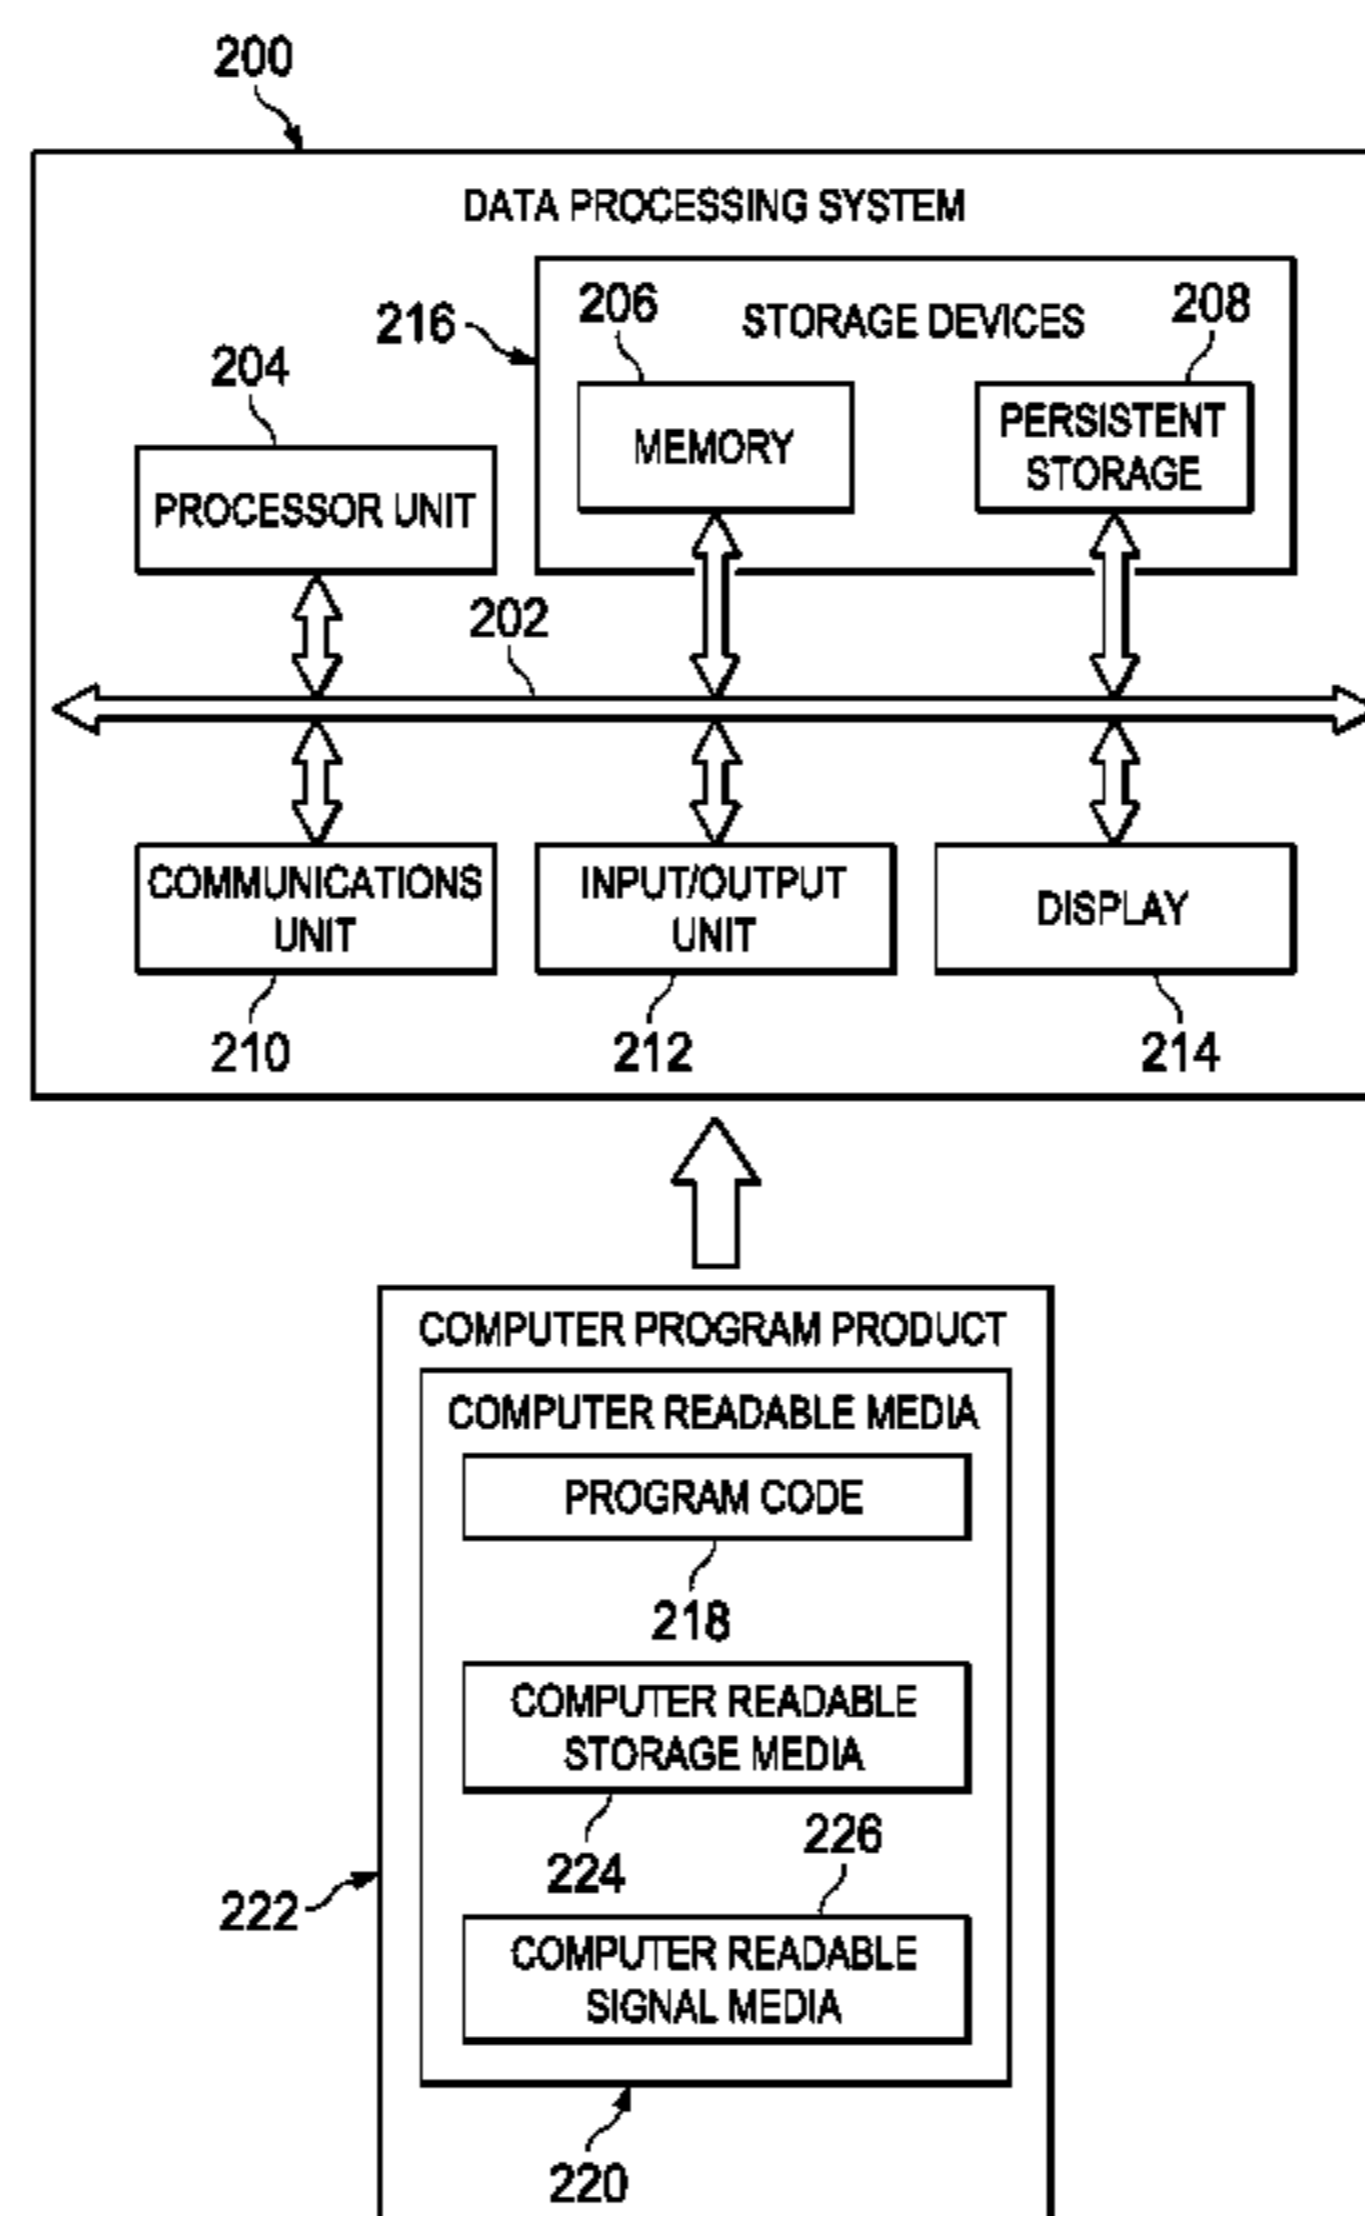 200
DATA PROCESSING SYSTEM
216
206
STORAGE DEVICES
208
204
MEMORY
PERSISTENT
STORAGE
PROCESSOR UNIT
202
COMMUNICATIONS
UNIT
INPUT/OUTPUT
UNIT
DISPLAY
210
212
214
COMPUTER PROGRAM PRODUCT
COMPUTER READABLE MEDIA
PROGRAM CODE
218
COMPUTER READABLE
STORAGE MEDIA
224
226
222
COMPUTER READABLE
SIGNAL MEDIA
220